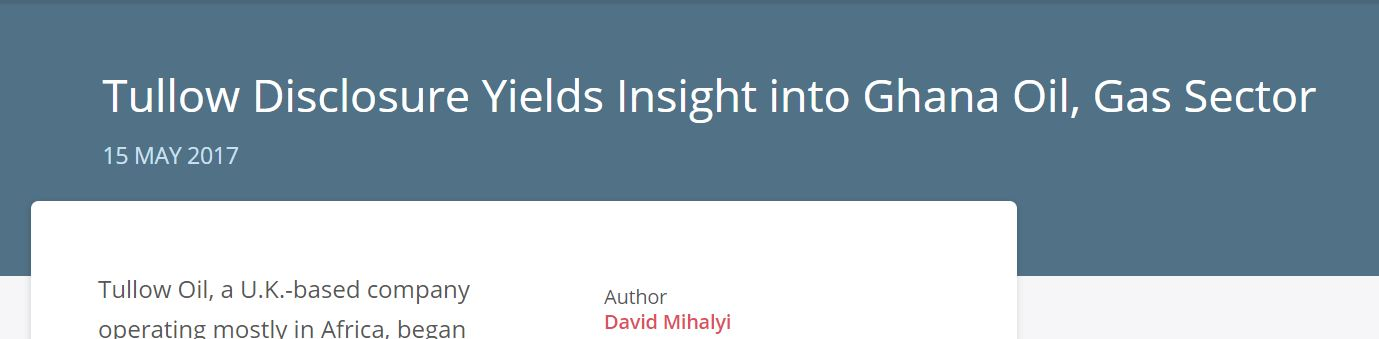 Tullow Disclosure Yields Insight into Ghana Oil, Gas Sector
15 MAY 2017
Tullow Oil, a U.K.-based company
operating mostly in Africa, began
Author
David Mihalyi